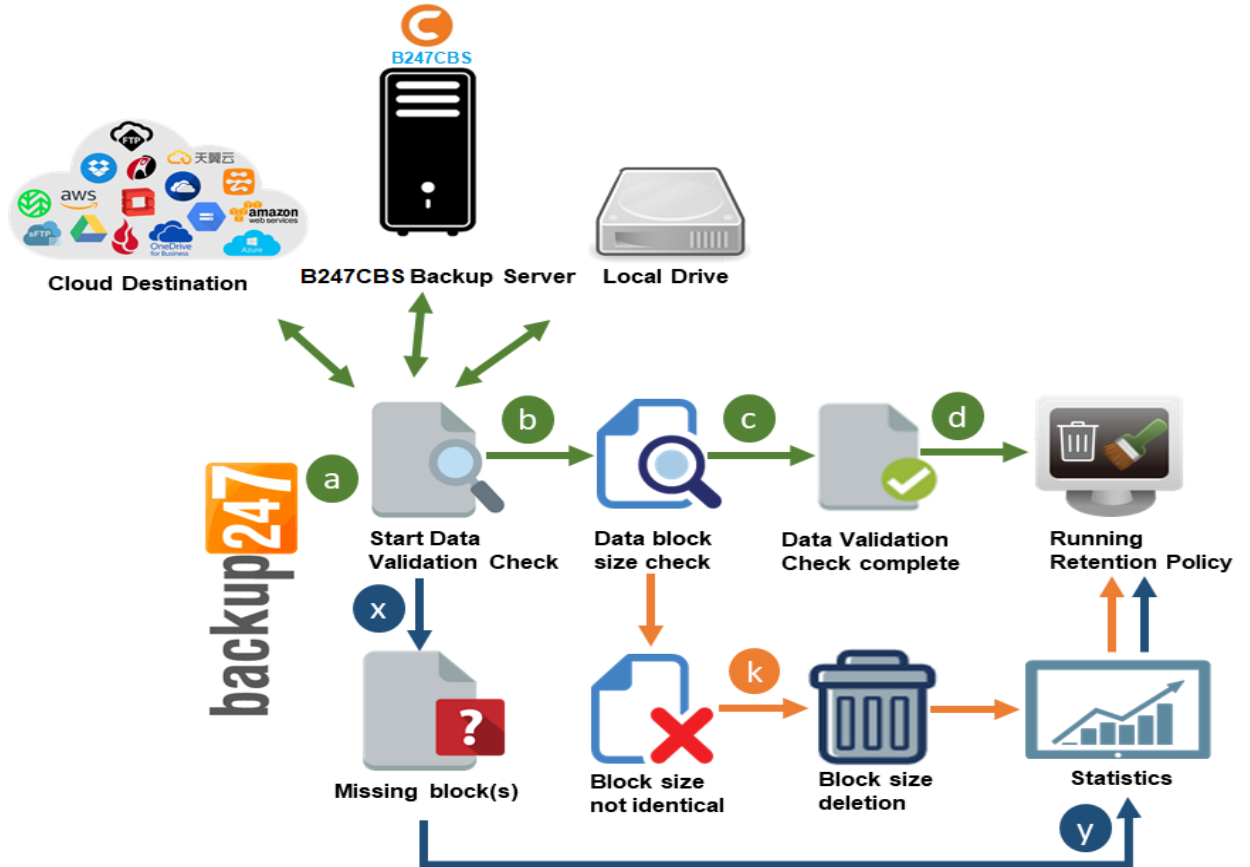 B247CBS
FTP
天翼云
aws
amazon
web services
sFTP
OneDrive
for Business
Azure
Cloud Destination
B247CBS Backup Server
Local Drive
a
b
c
d
backup247
Start Data
Validation Check
Data block
size check
Data Validation
Check complete
Running
Retention Policy
x
k
?
Missing block(s)
Block size
not identical
Block size
deletion
Statistics
y